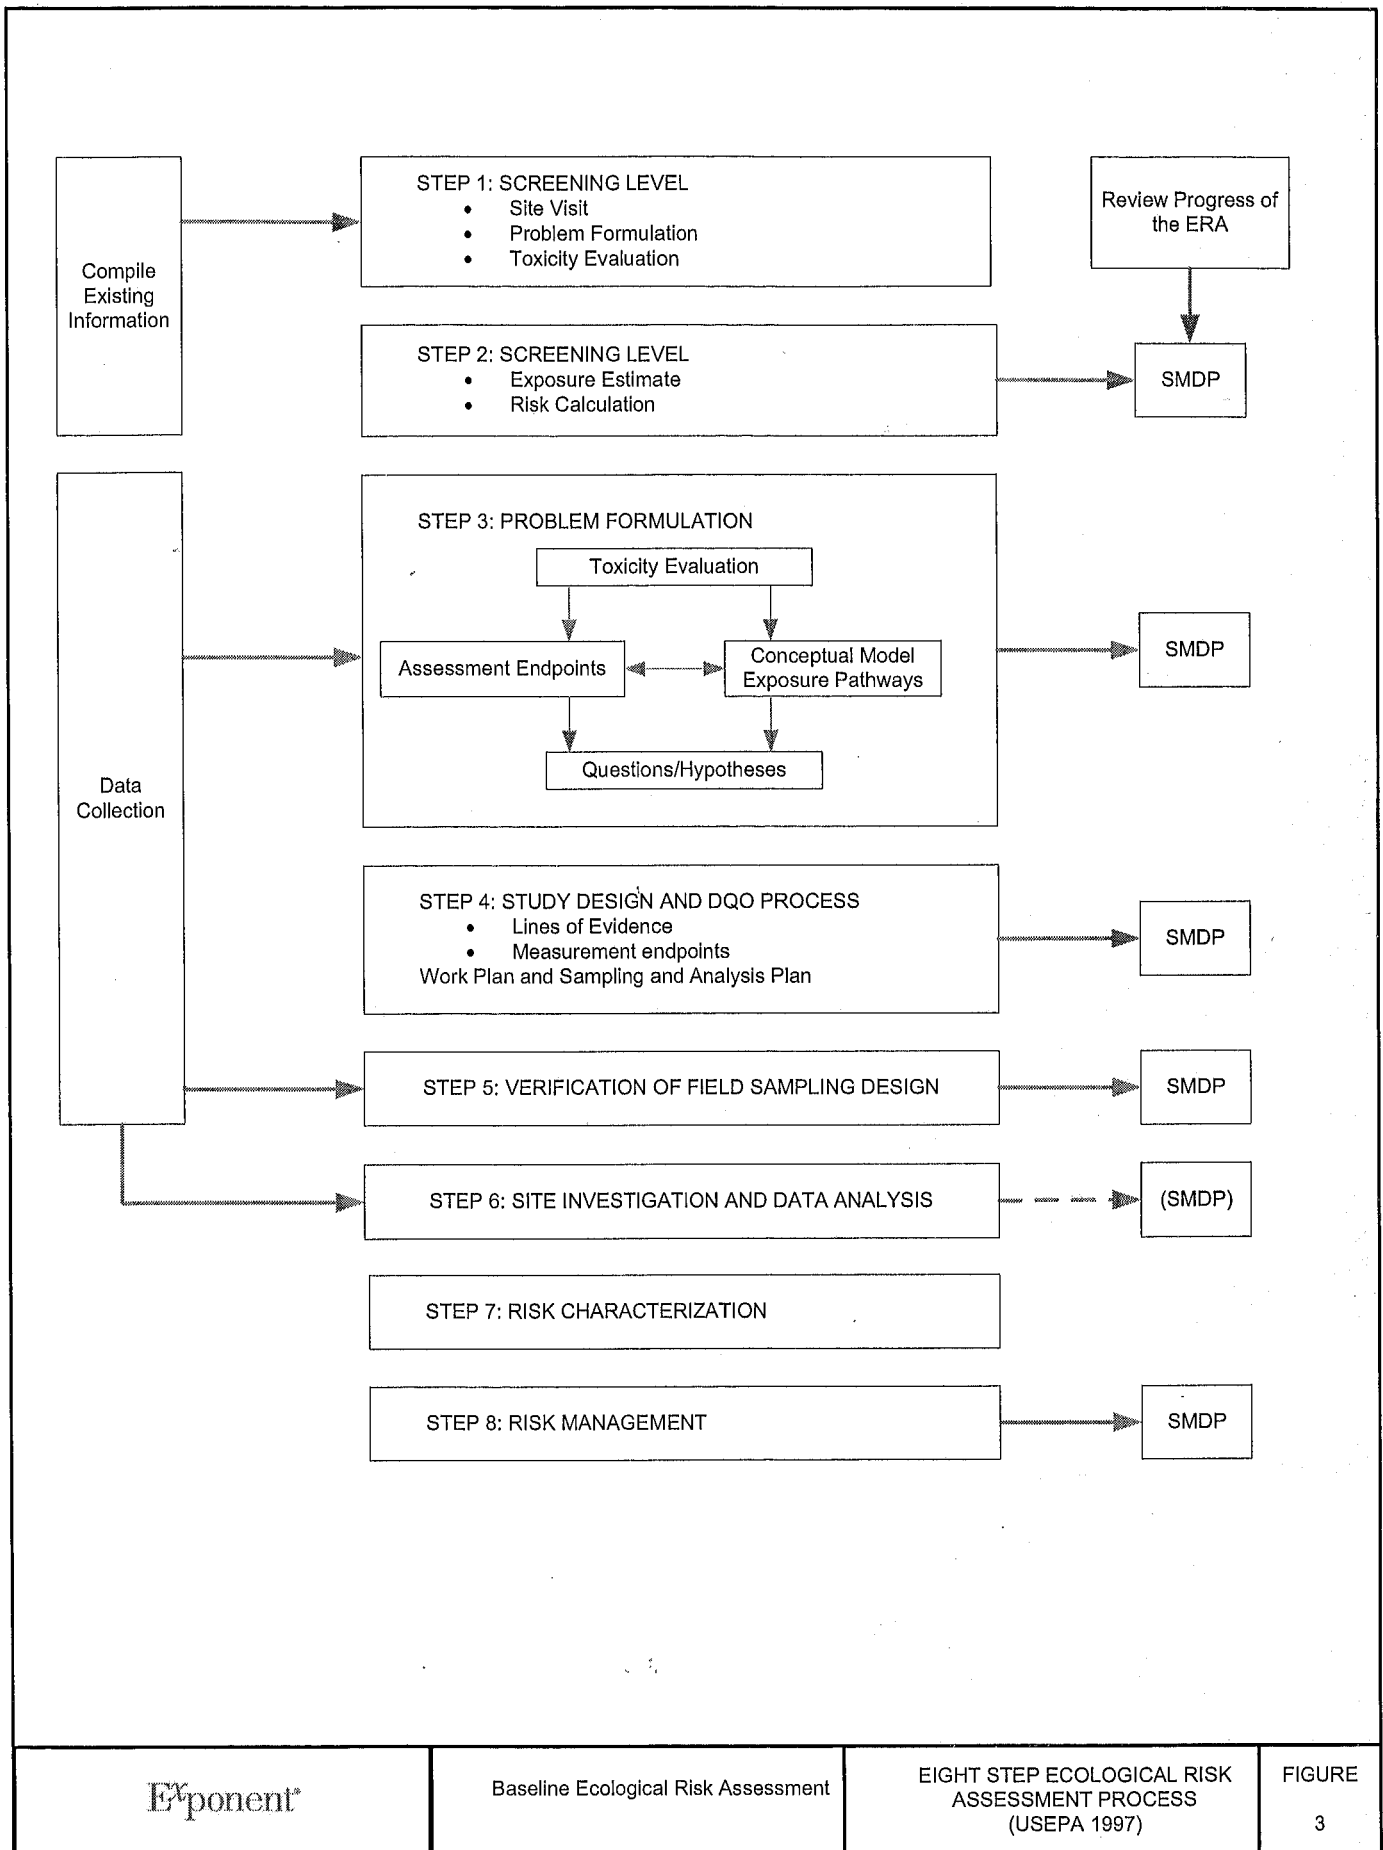 Compile
Existing
Information
STEP 1: SCREENING LEVEL
• Site Visit
• Problem Formulation
• Toxicity Evaluation
Review Progress of
the ERA
STEP 2: SCREENING LEVEL
• Exposure Estimate
• Risk Calculation
SMDP
Data
Collection
STEP 3: PROBLEM FORMULATION
Toxicity Evaluation
Assessment Endpoints
Conceptual Model
Exposure Pathways
Questions/Hypotheses
SMDP
STEP 4: STUDY DESIGN AND DQO PROCESS
• Lines of Evidence
• Measurement endpoints
Work Plan and Sampling and Analysis Plan
SMDP
STEP 5: VERIFICATION OF FIELD SAMPLING DESIGN
SMDP
STEP 6: SITE INVESTIGATION AND DATA ANALYSIS
(SMDP)
STEP 7: RISK CHARACTERIZATION
STEP 8: RISK MANAGEMENT
SMDP
Exponent®
Baseline Ecological Risk Assessment
EIGHT STEP ECOLOGICAL RISK
ASSESSMENT PROCESS
(USEPA 1997)
FIGURE
3